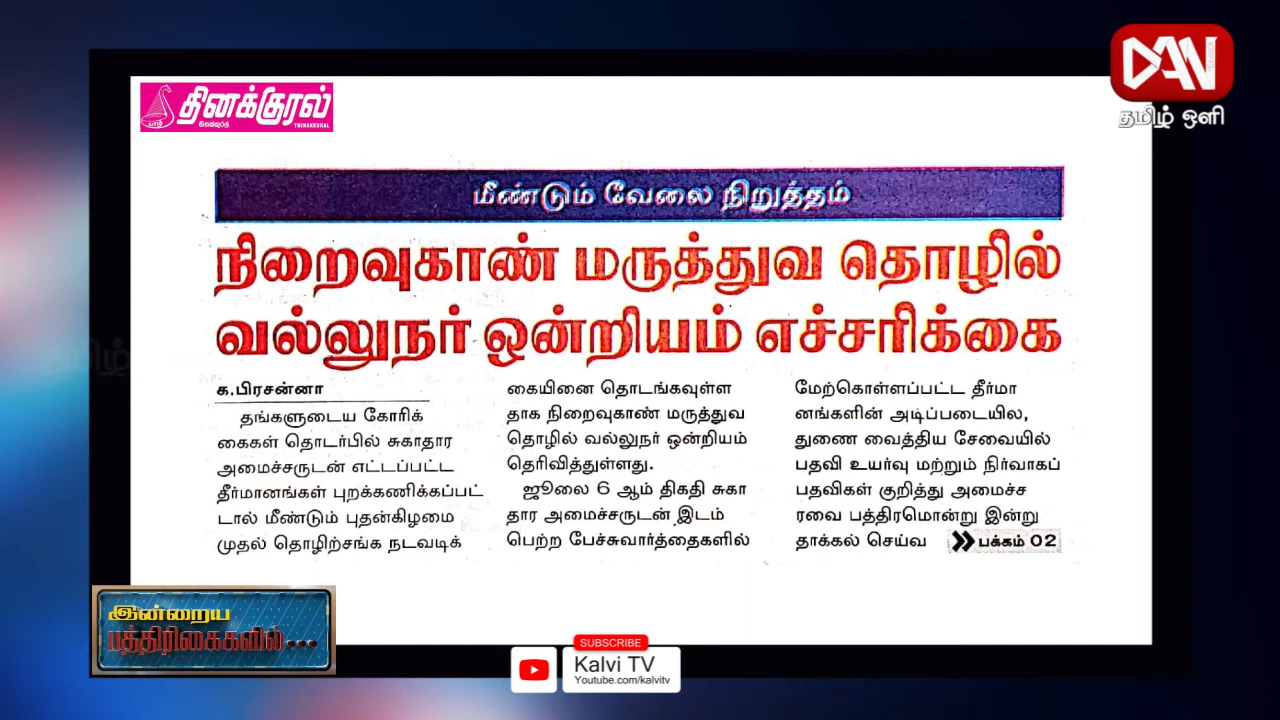 தினக்குரல்
THINAKKURAL
DAN
தமிழ் ஒளி
மீண்டும் வேலை நிறுத்தம்
நிறைவுகாண் மருத்துவ தொழில்
வல்லுநர் ஒன்றியம் எச்சரிக்கை
க.பிரசன்னா
தங்களுடைய கோரிக்
கைகள் தொடர்பில் சுகாதார
அமைச்சருடன் எட்டப்பட்ட
தீர்மானங்கள் புறக்கணிக்கப்பட்
டால் மீண்டும் புதன்கிழமை
முதல் தொழிற்சங்க நடவடிக்
கையினை தொடங்கவுள்ள
தாக நிறைவுகாண் மருத்துவ
தொழில் வல்லுநர் ஒன்றியம்
தெரிவித்துள்ளது.
ஜூலை 6 ஆம் திகதி சுகா
தார அமைச்சருடன் இடம்
பெற்ற பேச்சுவார்த்தைகளில்
மேற்கொள்ளப்பட்ட தீர்மா
னங்களின் அடிப்படையில,
துணை வைத்திய சேவையில்
பதவி உயர்வு மற்றும் நிர்வாகப்
பதவிகள் குறித்து அமைச்ச
ரவை பத்திரமொன்று இன்று
தாக்கல் செய்வ
பக்கம் 02
தமிழ்
இன்றைய
பத்திரிகைகளில்...
SUBSCRIBE
Kalvi TV
Youtube.com/kalvitv